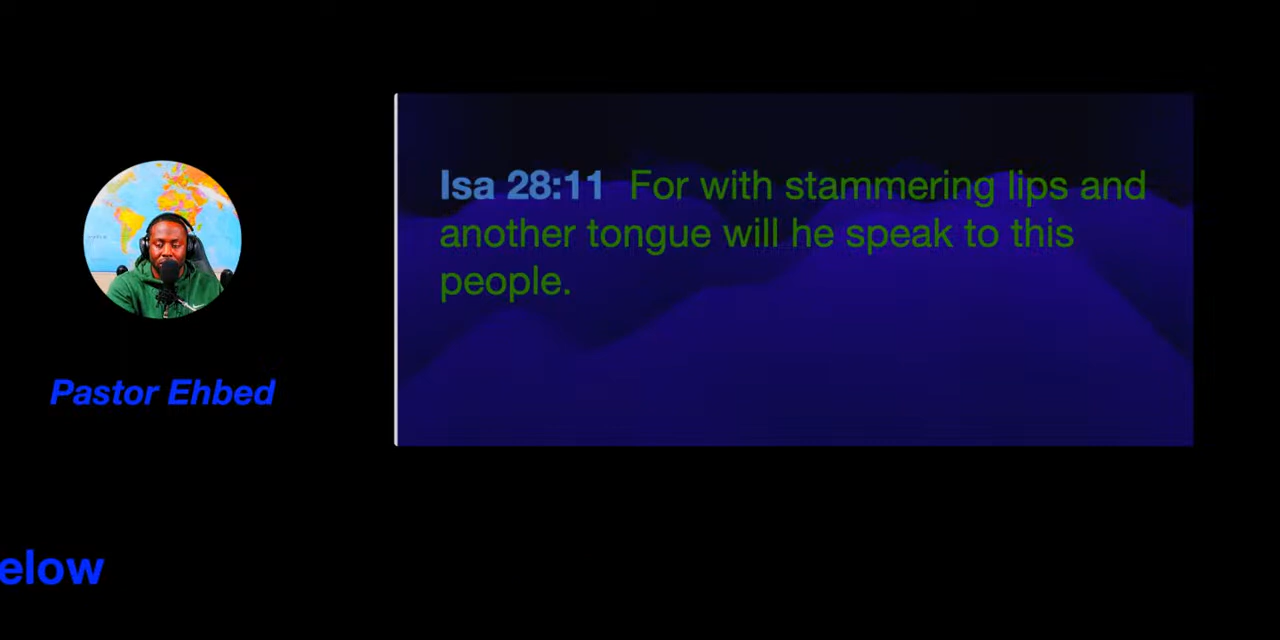 Isa 28:11 For with stammering lips and
another tongue will he speak to this
people.
Pastor Ehbed
elow